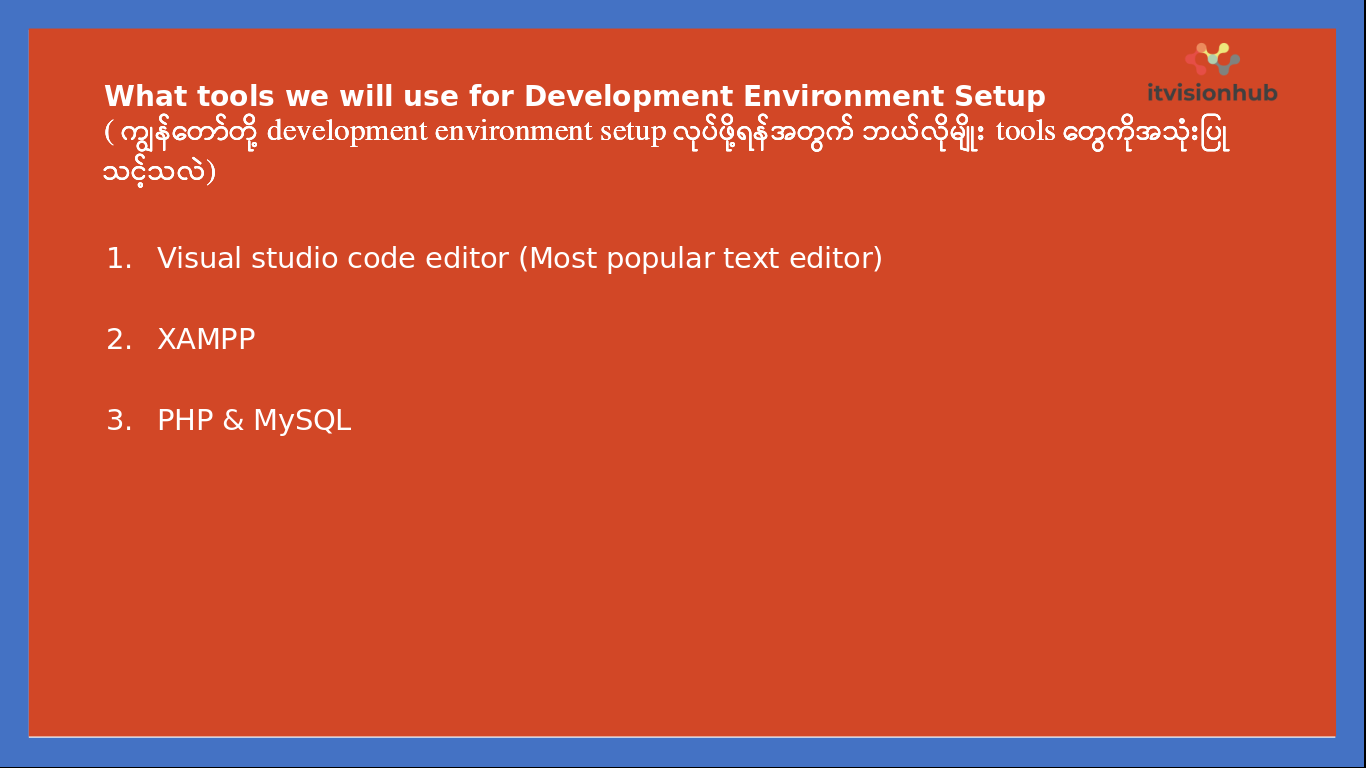 itvisionhub
What tools we will use for Development Environment Setup
( ကျွန်တော်တို့ development environment setup လုပ်ဖို့ရန်အတွက် ဘယ်လိုမျိုး tools တွေကိုအသုံးပြု
သင့်သလဲ)
1. Visual studio code editor (Most popular text editor)
2. XAMPP
3. PHP & MySQL